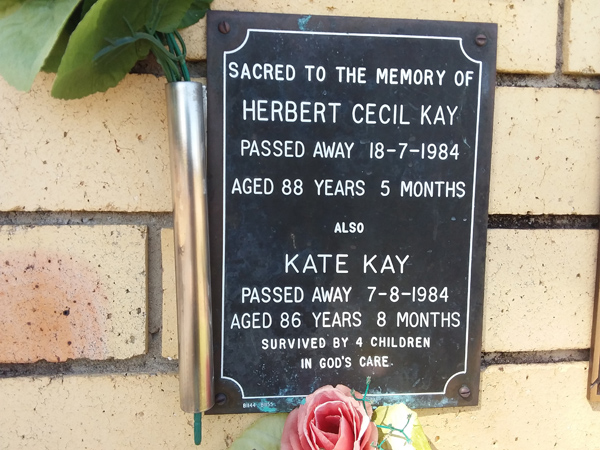 SACRED TO THE MEMORY OF
HERBERT CECIL KAY
PASSED AWAY 18-7-1984
AGED 88 YEARS 5 MONTHS
ALSO
KATE KAY
PASSED AWAY 7-8-1984
AGED 86 YEARS 8 MONTHS
SURVIVED BY 4 CHILDREN
IN GOD'S CARE.